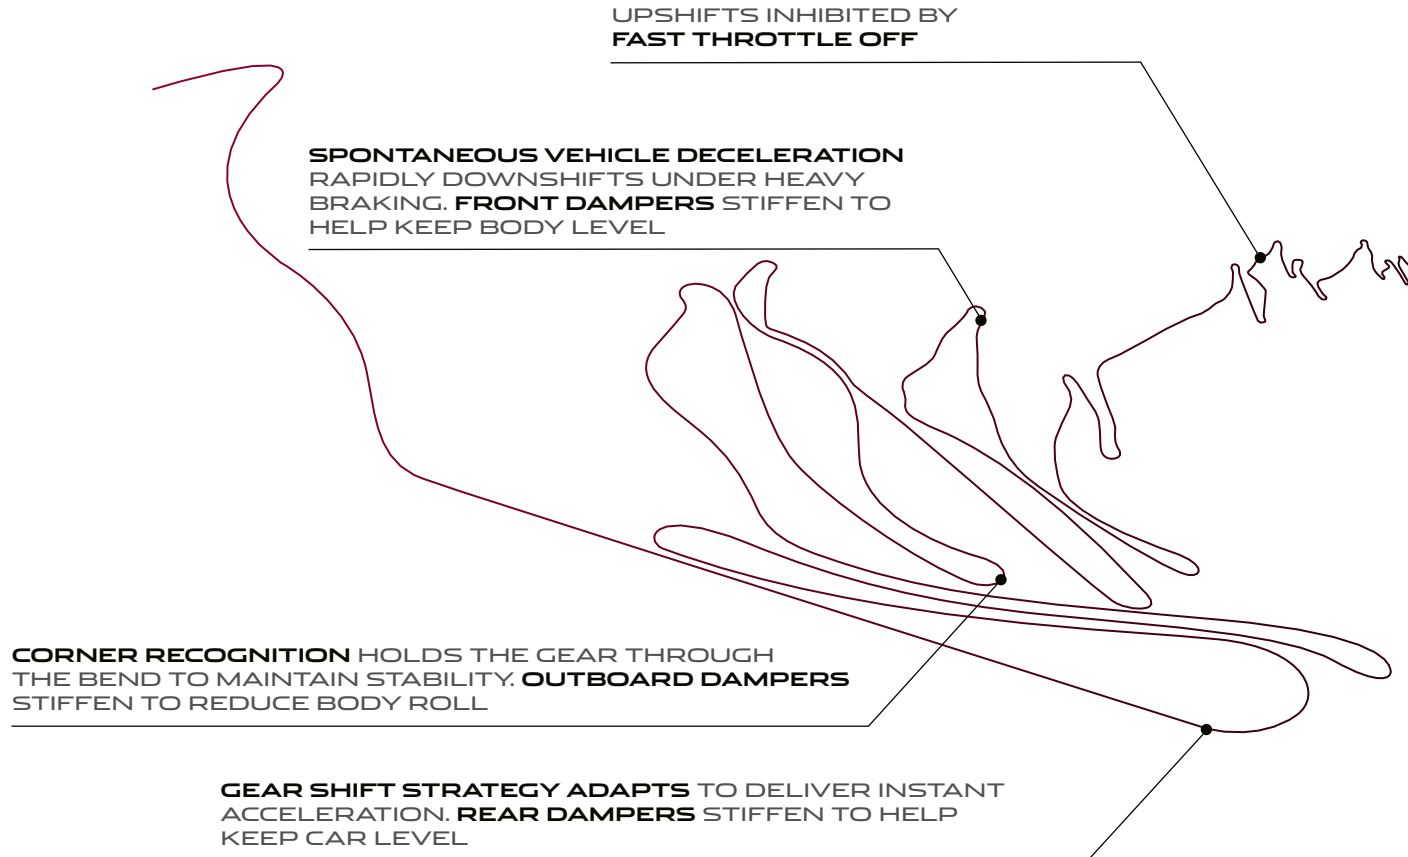 UPSHIFTS INHIBITED BY
FAST THROTTLE OFF
SPONTANEOUS VEHICLE DECELERATION
RAPIDLY DOWNSHIFTS UNDER HEAVY
BRAKING. FRONT DAMPERS STIFFEN TO
HELP KEEP BODY LEVEL
CORNER RECOGNITION HOLDS THE GEAR THROUGH
THE BEND TO MAINTAIN STABILITY. OUTBOARD DAMPERS
STIFFEN TO REDUCE BODY ROLL
GEAR SHIFT STRATEGY ADAPTS TO DELIVER INSTANT
ACCELERATION. REAR DAMPERS STIFFEN TO HELP
KEEP CAR LEVEL